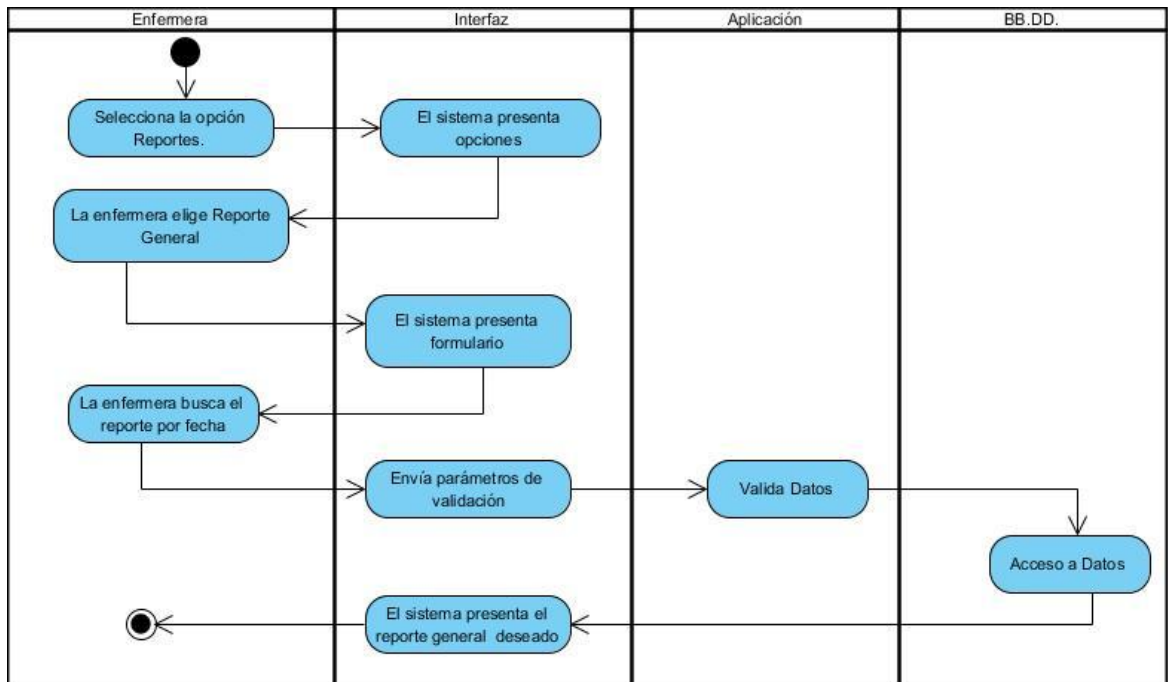 Enfermera
Interfaz
Aplicación
BB.DD.
Selecciona la opción
Reportes.
El sistema presenta
opciones
La enfermera elige Reporte
General
El sistema presenta
formulario
La enfermera busca el
reporte por fecha
Envía parámetros de
validación
Valida Datos
Acceso a Datos
El sistema presenta el
reporte general deseado